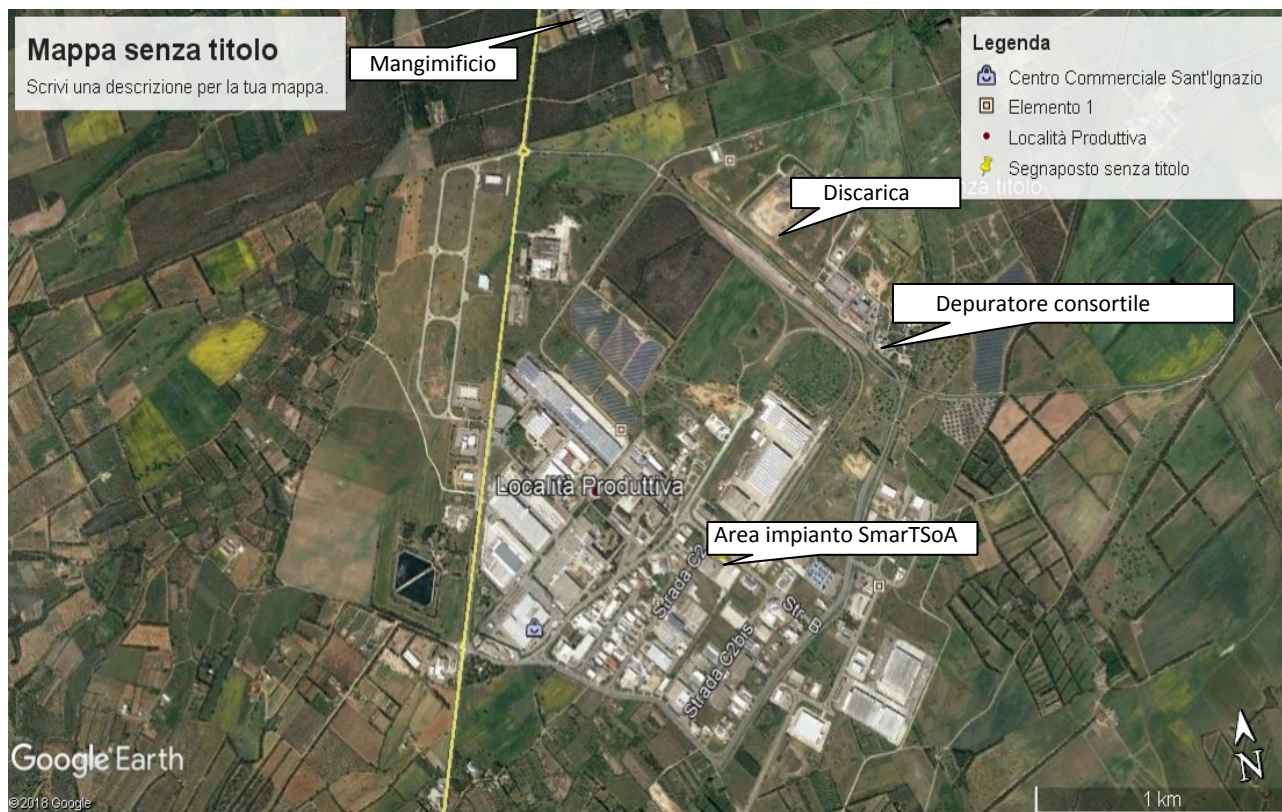 Mappa senza titolo
Scrivi una descrizione per la tua mappa.
Mangimificio
Legenda
Centro Commerciale Sant'Ignazio
Elemento 1
Località Produttiva
Segnaposto senza titolo
nza titolo
Discarica
Depuratore consortile
Località Produttiva
Area impianto SmarTSoA
Strada C2
Str. B
Strada C2bis
Google Earth
©2018 Google
N
1 km